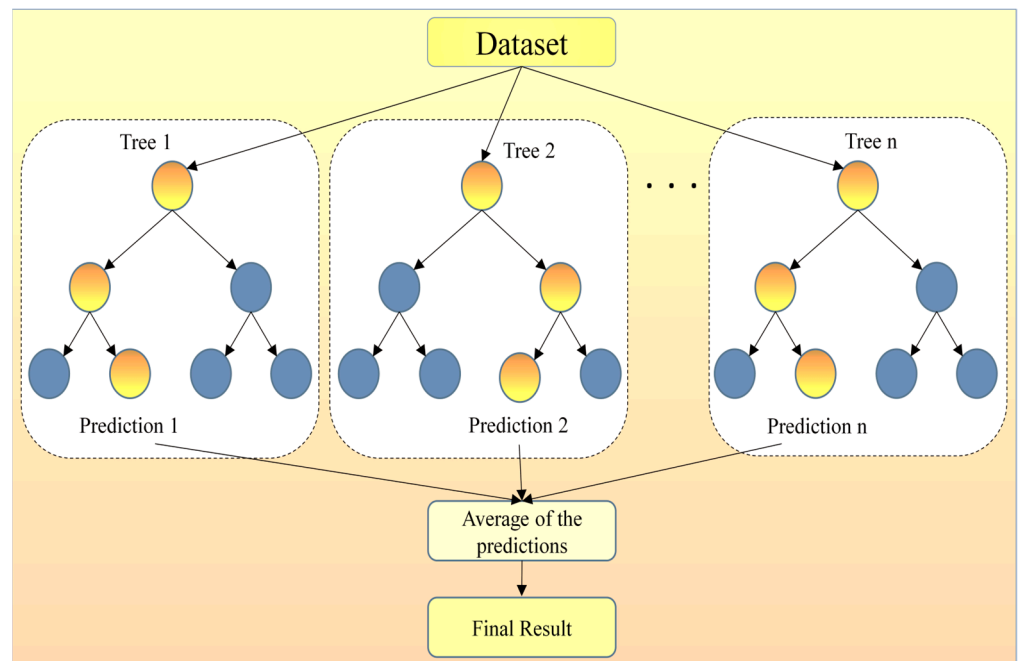 Dataset
Tree 1
Tree 2
Tree n
. . .
Prediction 1
Prediction 2
Prediction n
Average of the
predictions
Final Result